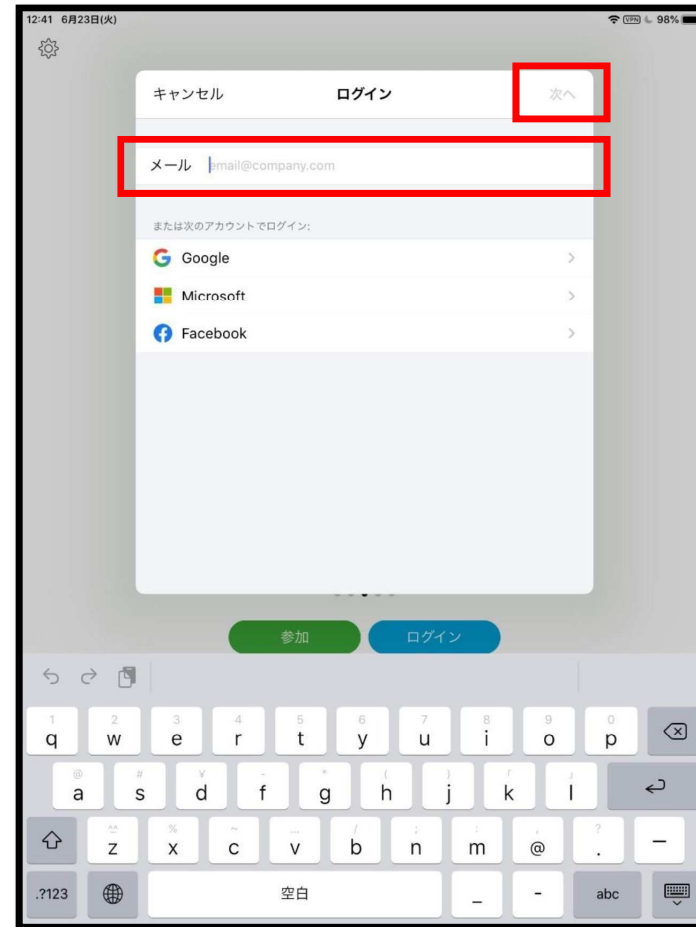 12:41 6月23日(火) VPN 98%
キャンセル ログイン 次へ
メール email@company.com
または次のアカウントでログイン:
Google
Microsoft
Facebook
参加 ログイン
1 2 3 4 5 6 7 8 9 0
q w e r t y u i o p
@ # ¥ - * ( ) 「 」
a s d f g h j k l
^^ % ~ … / ; : , ?
z x c v b n m @ .
.?123 空白 _ - abc